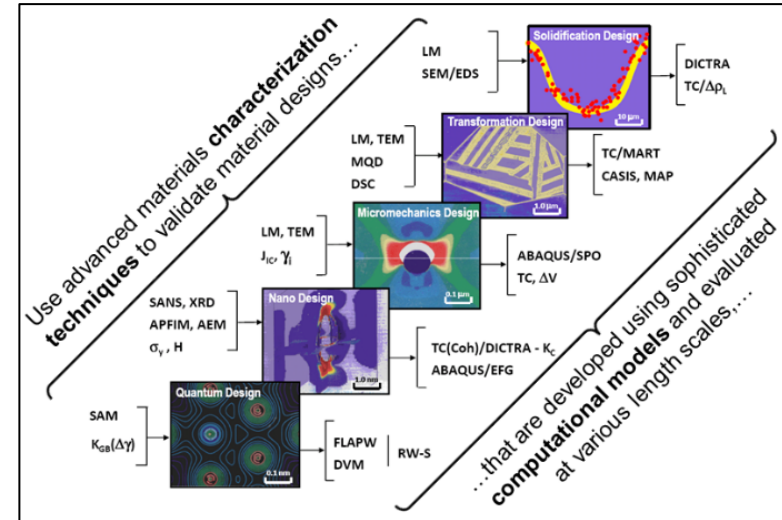 Use advanced materials characterization
techniques to validate material designs...
Solidification Design
LM
SEM/EDS
10 μm
DICTRA
TC/Δρ_L
Transformation Design
LM, TEM
MQD
DSC
1.0 μm
TC/MART
CASIS, MAP
Micromechanics Design
LM, TEM
J_IC, γ_i
0.1 μm
ABAQUS/SPO
TC, ΔV
Nano Design
SANS, XRD
APFIM, AEM
σ_y, H
1.0 nm
TC(Coh)/DICTRA - K_c
ABAQUS/EFG
Quantum Design
SAM
K_GB(Δγ)
0.1 nm
FLAPW
DVM
RW-S
...that are developed using sophisticated
computational models and evaluated
at various length scales,...